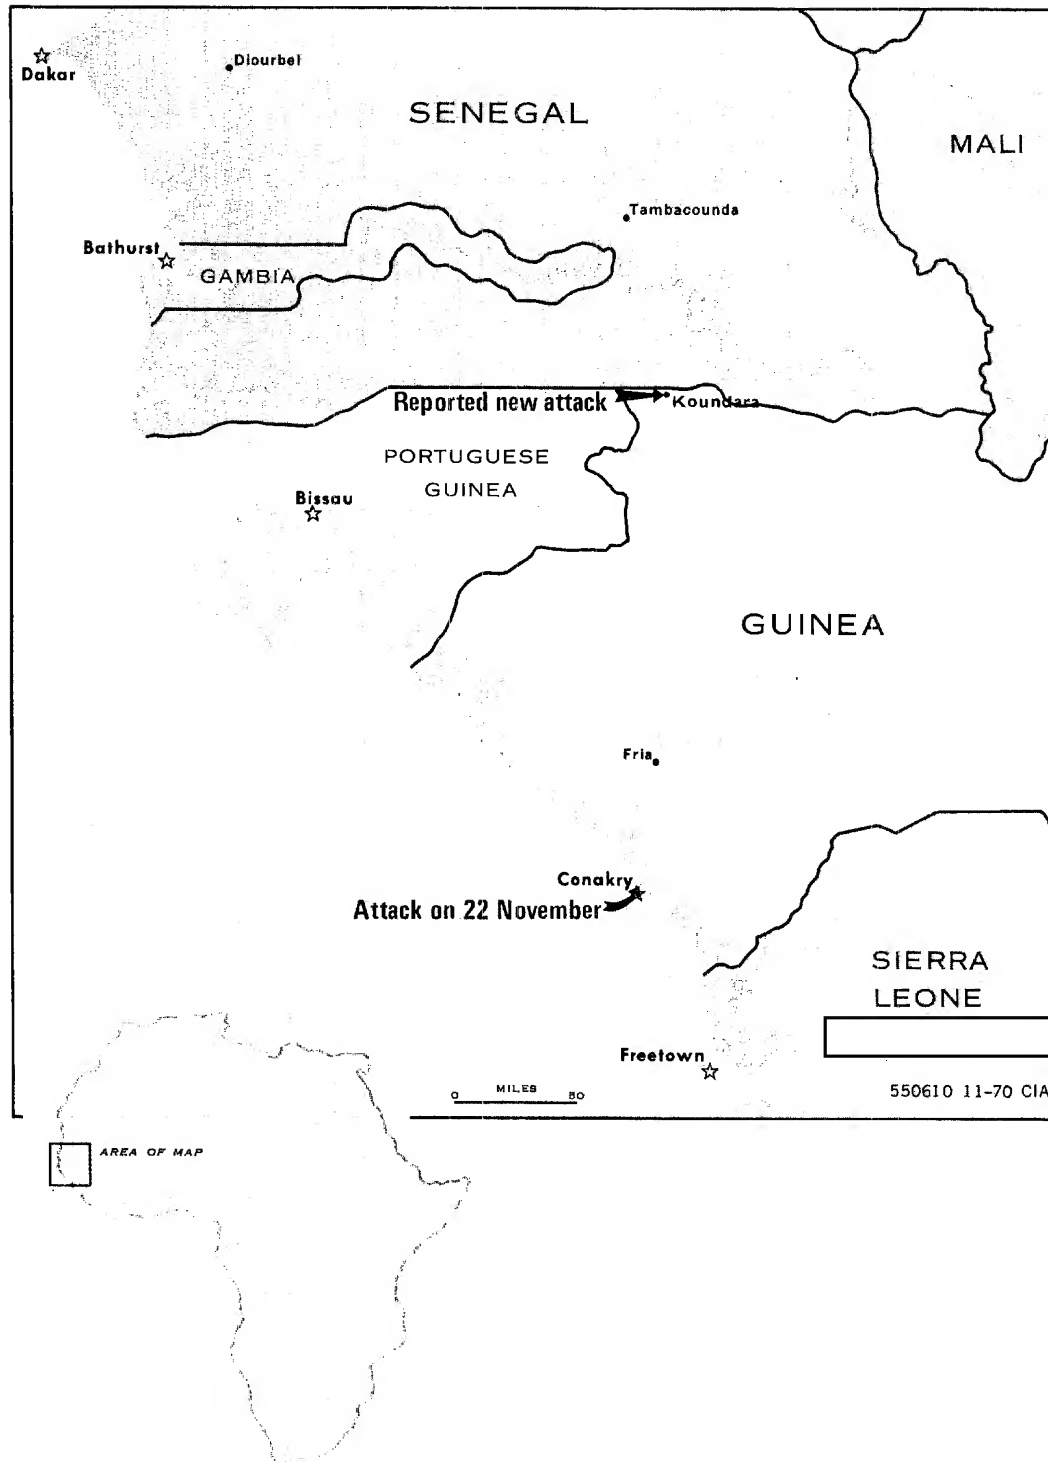 Dakar
Diourbel
SENEGAL
MALI
Tambacounda
Bathurst
GAMBIA
Reported new attack
Koundara
PORTUGUESE
GUINEA
Bissau
GUINEA
Fria
Conakry
Attack on 22 November
SIERRA
LEONE
Freetown
MILES
0 80
550610 11-70 CIA
AREA OF MAP